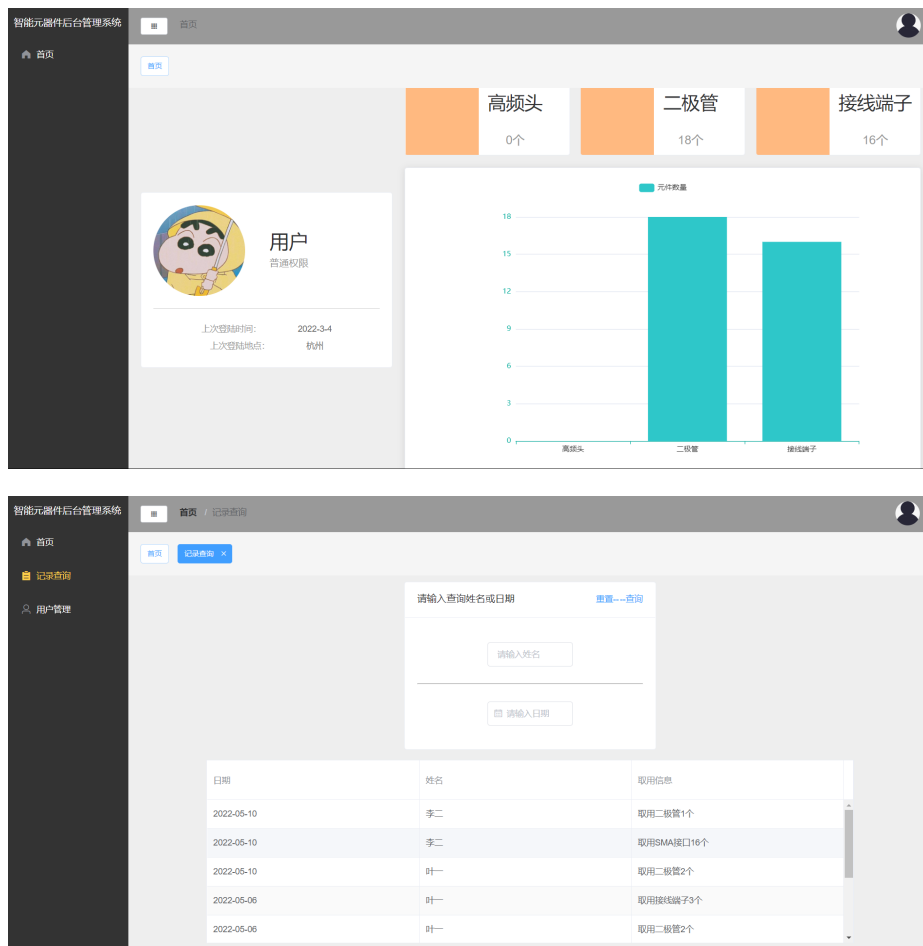 智能元器件后台管理系统
首页
首页
首页
高频头
0个
二极管
18个
接线端子
16个
用户
普通权限
上次登陆时间: 2022-3-4
上次登陆地点: 杭州
元件数量
18
15
12
9
6
3
0
高频头 二极管 接线端子
智能元器件后台管理系统
首页 / 记录查询
首页
记录查询
用户管理
首页 记录查询 ×
请输入查询姓名或日期 重置----查询
请输入姓名
请输入日期
日期 姓名 取用信息
2022-05-10 李二 取用二极管1个
2022-05-10 李二 取用SMA接口16个
2022-05-10 叶一 取用二极管2个
2022-05-06 叶一 取用接线端子3个
2022-05-06 叶一 取用二极管2个